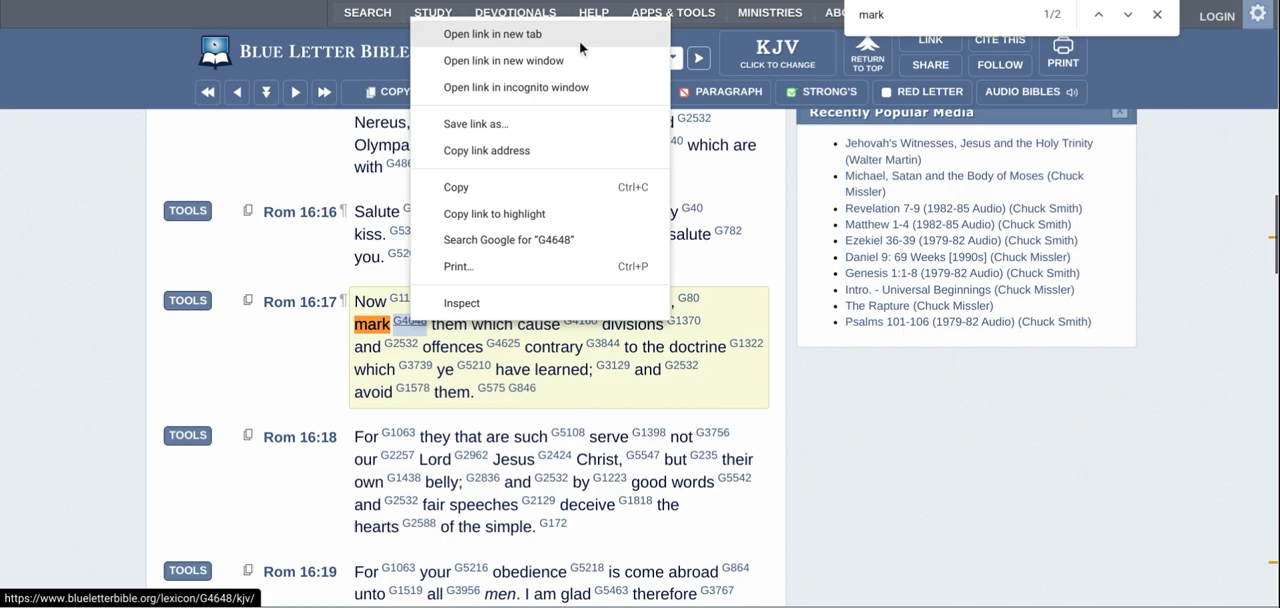 SEARCH STUDY DEVOTIONALS HELP APPS & TOOLS MINISTRIES ABO
mark 1/2
LOGIN
BLUE LETTER BIBLE
KJV
CLICK TO CHANGE
RETURN
TO TOP
LINK
CITE THIS
SHARE
FOLLOW
PRINT
COPY
PARAGRAPH
STRONG'S
RED LETTER
AUDIO BIBLES
Open link in new tab
Open link in new window
Open link in incognito window
Save link as...
Copy link address
Copy Ctrl+C
Copy link to highlight
Search Google for “G4648”
Print... Ctrl+P
Inspect
Nereus, G2532
Olympa 40 which are
with G486
TOOLS Rom 16:16 ¶ Salute G y G40
kiss. G53 salute G782
you. G52
TOOLS Rom 16:17 ¶ Now G11 , G80
mark G4648 them which cause G4160 divisions G1370
and G2532 offences G4625 contrary G3844 to the doctrine G1322
which G3739 ye G5210 have learned; G3129 and G2532
avoid G1578 them. G575 G846
TOOLS Rom 16:18 For G1063 they that are such G5108 serve G1398 not G3756
our G2257 Lord G2962 Jesus G2424 Christ, G5547 but G235 their
own G1438 belly; G2836 and G2532 by G1223 good words G5542
and G2532 fair speeches G2129 deceive G1818 the
hearts G2588 of the simple. G172
TOOLS Rom 16:19 For G1063 your G5216 obedience G5218 is come abroad G864
unto G1519 all G3956 men. I am glad G5463 therefore G3767
Recently Popular Media
Jehovah's Witnesses, Jesus and the Holy Trinity
(Walter Martin)
Michael, Satan and the Body of Moses (Chuck
Missler)
Revelation 7-9 (1982-85 Audio) (Chuck Smith)
Matthew 1-4 (1982-85 Audio) (Chuck Smith)
Ezekiel 36-39 (1979-82 Audio) (Chuck Smith)
Daniel 9: 69 Weeks [1990s] (Chuck Missler)
Genesis 1:1-8 (1979-82 Audio) (Chuck Smith)
Intro. - Universal Beginnings (Chuck Missler)
The Rapture (Chuck Missler)
Psalms 101-106 (1979-82 Audio) (Chuck Smith)
https://www.blueletterbible.org/lexicon/G4648/kjv/